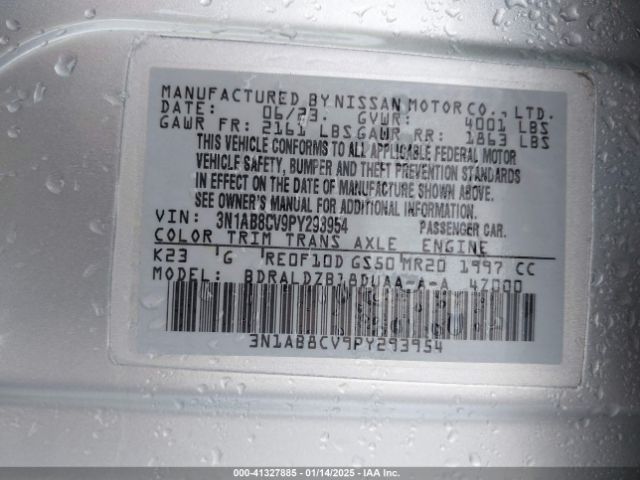 MANUFACTURED BY NISSAN MOTOR CO., LTD.
DATE: 06/23. GVWR: 4001 LBS
GAWR FR: 2161 LBS GAWR RR: 1863 LBS
THIS VEHICLE CONFORMS TO ALL APPLICABLE FEDERAL MOTOR
VEHICLE SAFETY, BUMPER AND THEFT PREVENTION STANDARDS
IN EFFECT ON THE DATE OF MANUFACTURE SHOWN ABOVE.
SEE OWNER'S MANUAL FOR ADDITIONAL INFORMATION.
VIN: 3N1AB8CV9PY293954 PASSENGER CAR.
COLOR TRIM TRANS AXLE ENGINE
K23 G RE0F10D GS50 MR20 1997 CC
MODEL: BDRALDZB18DUAA-A-A 47000
3N1AB8CV9PY293954
000-41327885 - 01/14/2025 - IAA Inc.